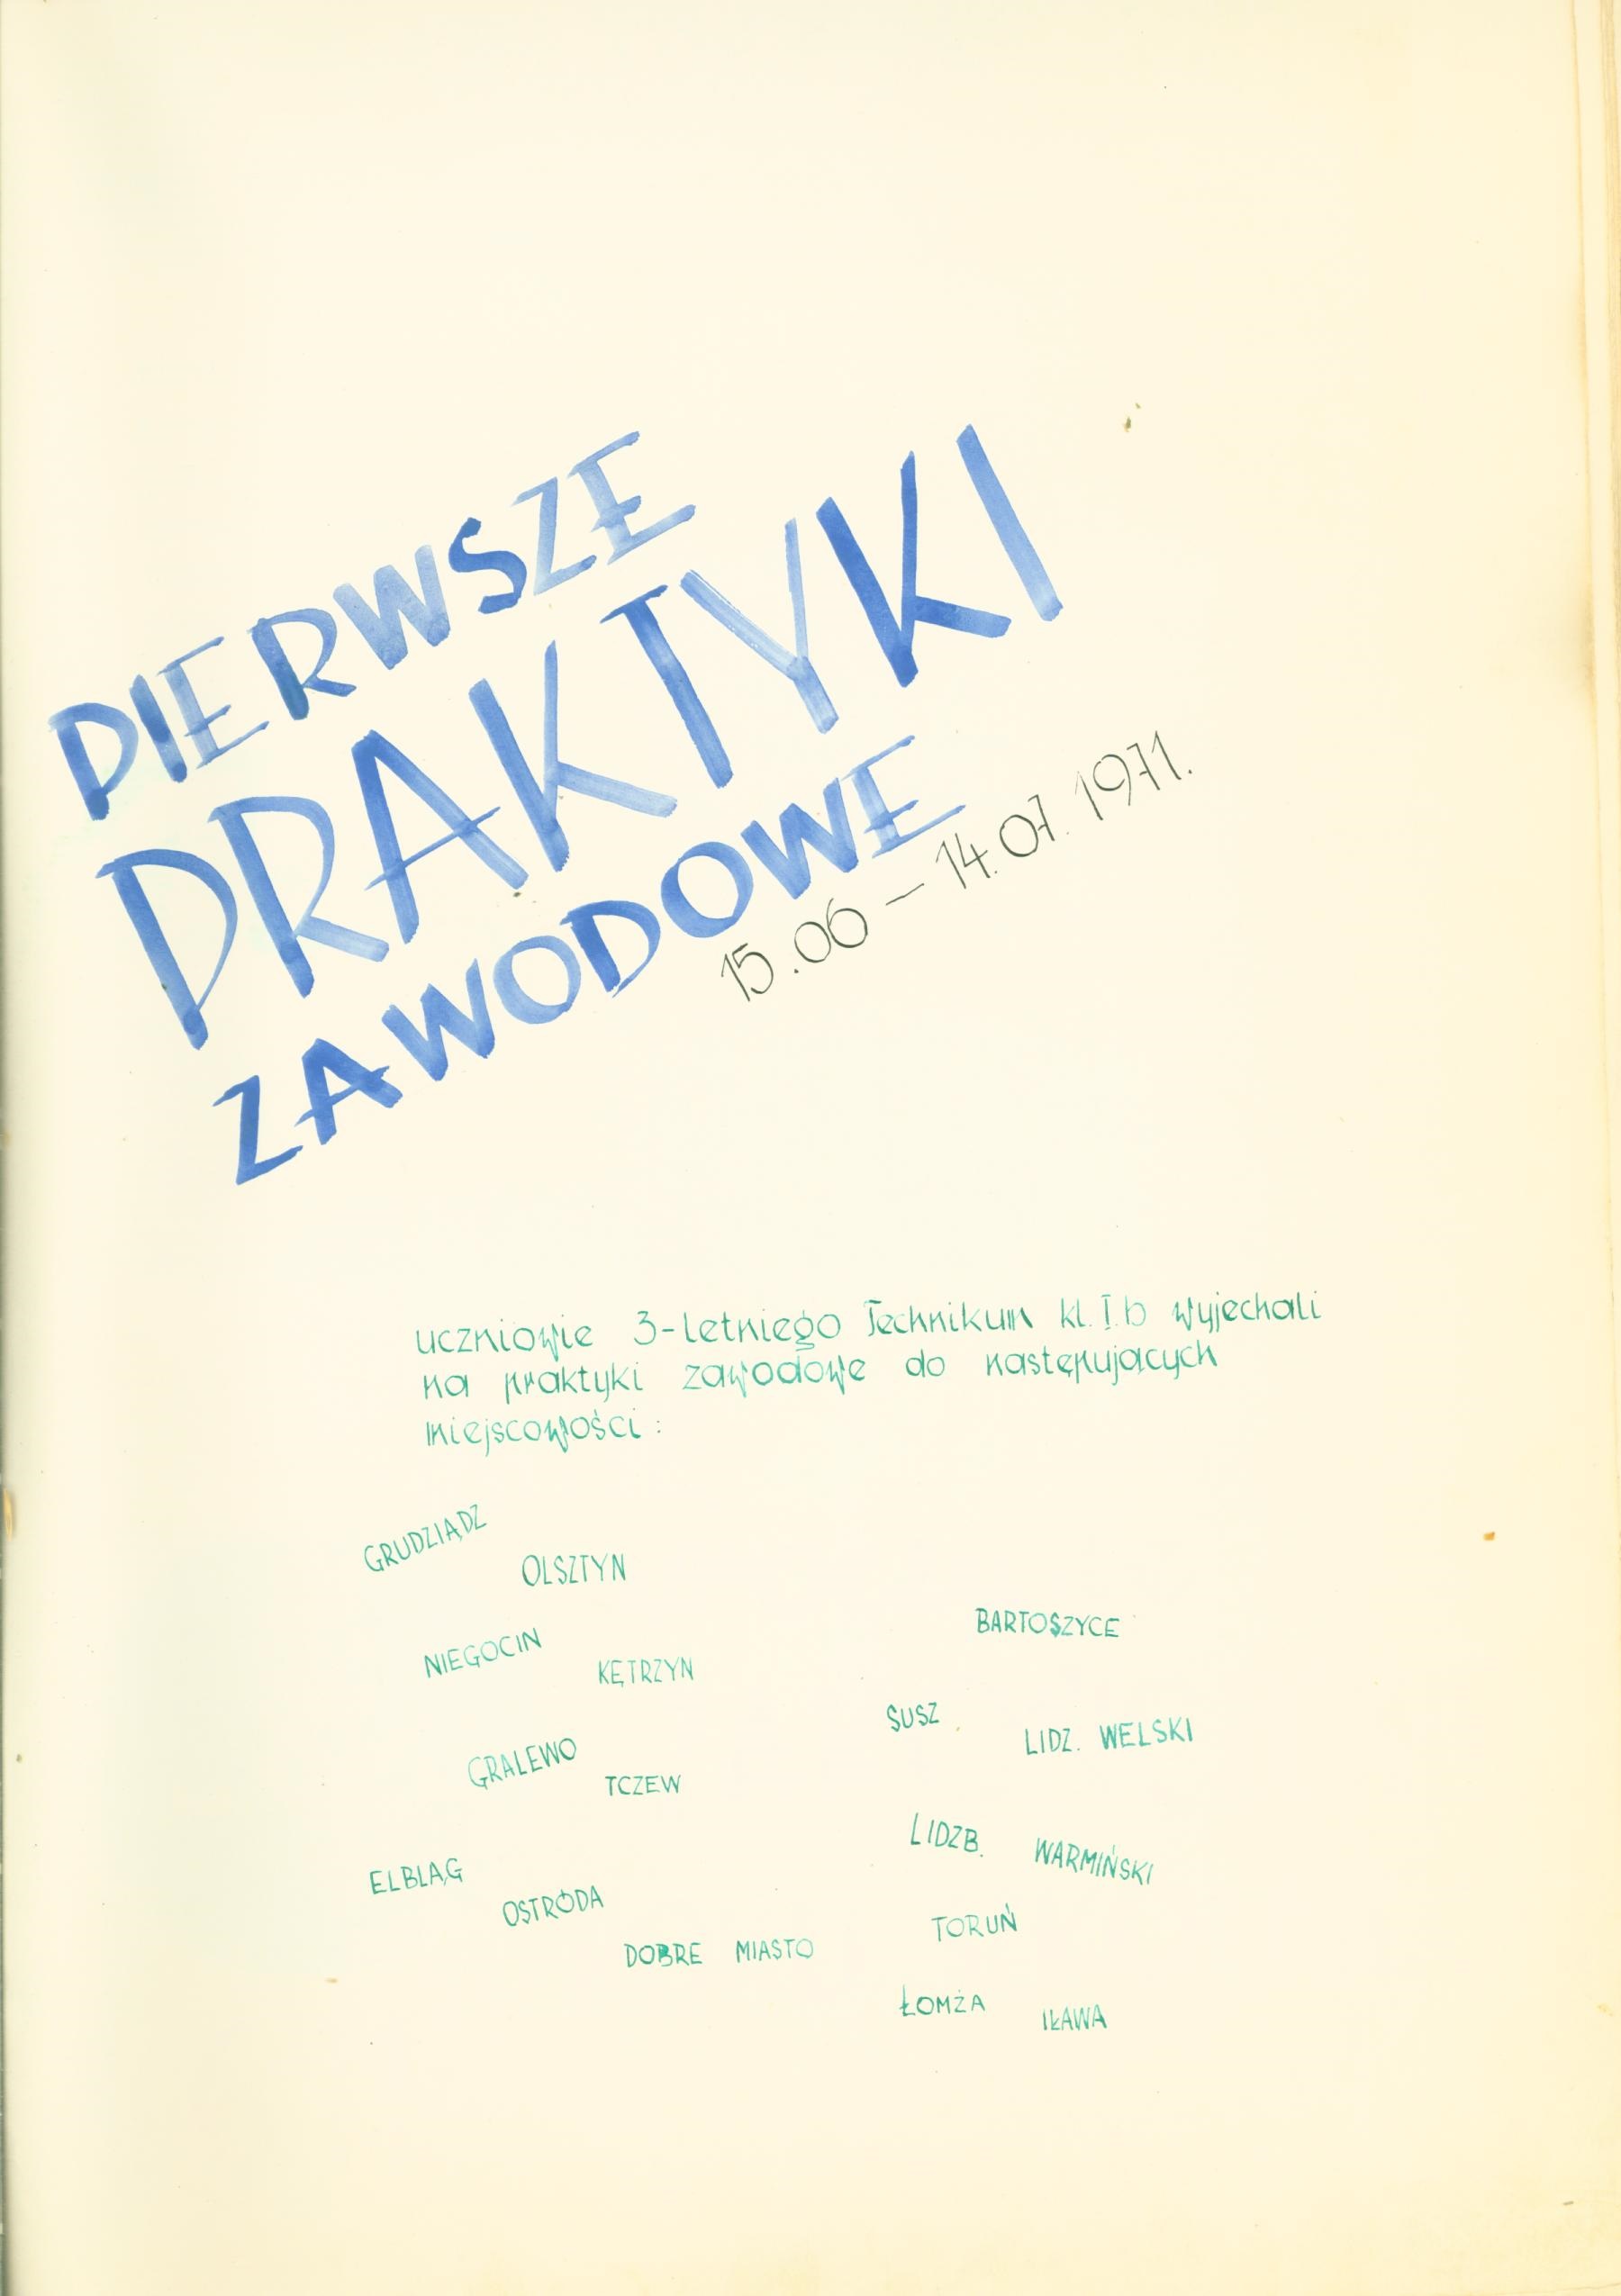 PIERWSZE
PRAKTYKI
ZAWODOWE
15.06 — 14.07. 1971.
uczniowie 3-letniego Technikum kl. I.b wyjechali
na praktyki zawodowe do następujących
miejscowości:
GRUDZIĄDZ
OLSZTYN
NIEGOCIN
KĘTRZYN
GRALEWO
TCZEW
ELBLĄG
OSTRÓDA
DOBRE MIASTO
BARTOSZYCE
SUSZ
LIDZ. WELSKI
LIDZB. WARMIŃSKI
TORUŃ
ŁOMŻA
IŁAWA